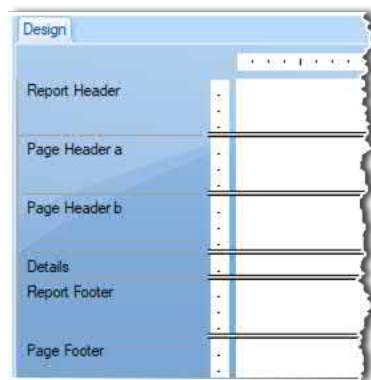 Design
Report Header
Page Header a
Page Header b
Details
Report Footer
Page Footer